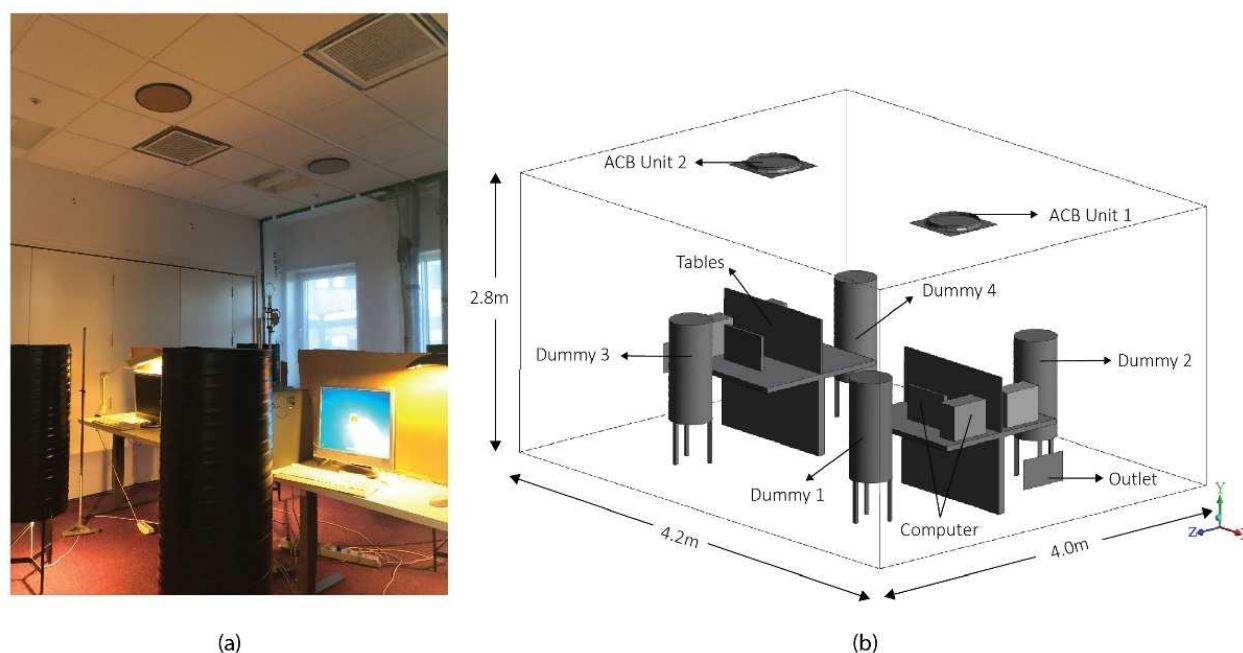 ACB Unit 2
ACB Unit 1
Tables
2.8m
Dummy 4
Dummy 3
Dummy 2
Dummy 1
Outlet
Computer
4.2m
4.0m
Y
Z
X
(a)
(b)